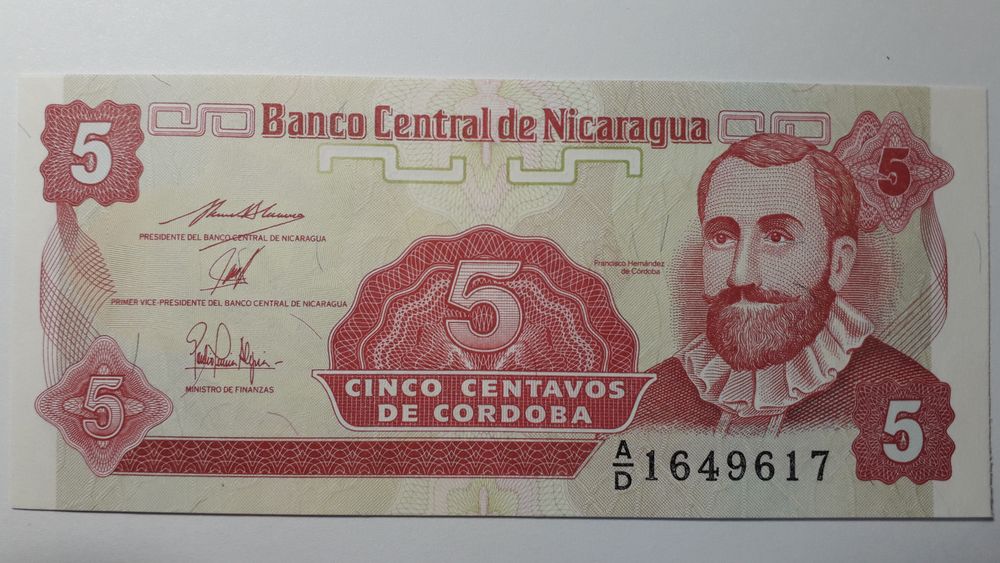 5
Banco Central de Nicaragua
5
PRESIDENTE DEL BANCO CENTRAL DE NICARAGUA
PRIMER VICE-PRESIDENTE DEL BANCO CENTRAL DE NICARAGUA
MINISTRO DE FINANZAS
Francisco Hernández
de Córdoba
5
CINCO CENTAVOS
DE CORDOBA
5
5
A/D 1649617